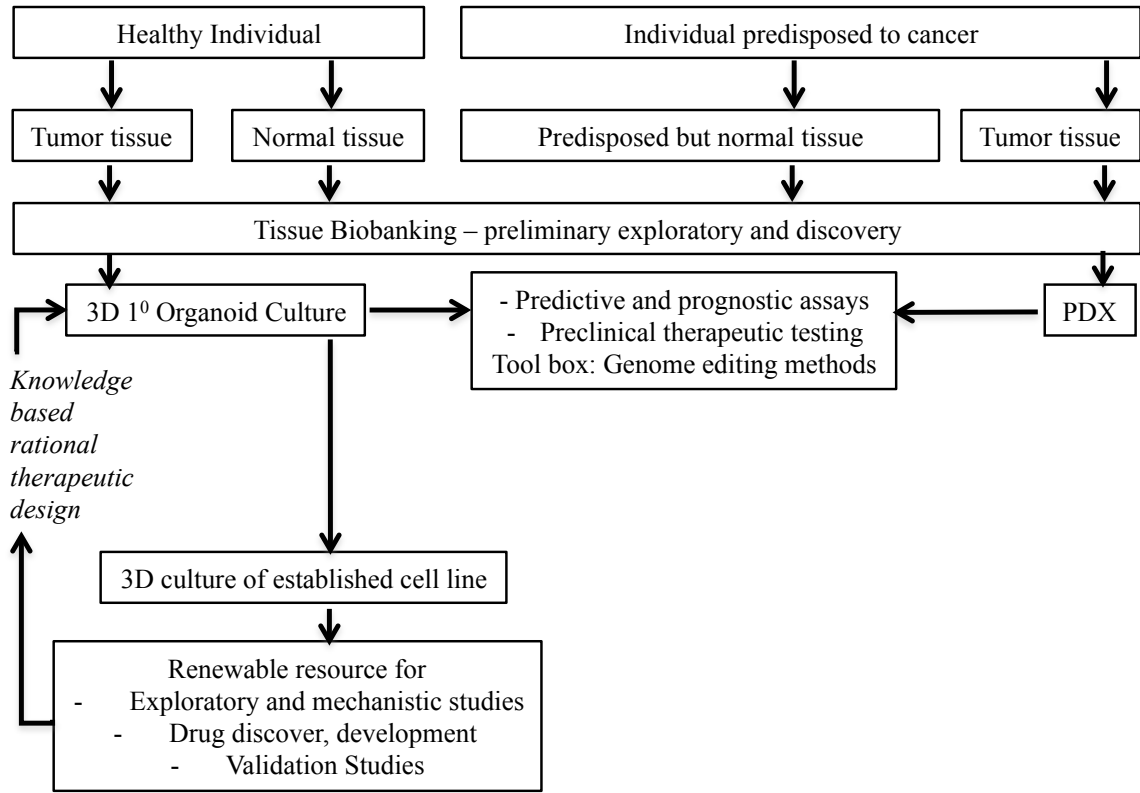 Healthy Individual
Individual predisposed to cancer
Tumor tissue
Normal tissue
Predisposed but normal tissue
Tumor tissue
Tissue Biobanking – preliminary exploratory and discovery
3D 1⁰ Organoid Culture
- Predictive and prognostic assays
- Preclinical therapeutic testing
Tool box: Genome editing methods
PDX
Knowledge
based
rational
therapeutic
design
3D culture of established cell line
Renewable resource for
- Exploratory and mechanistic studies
- Drug discover, development
- Validation Studies